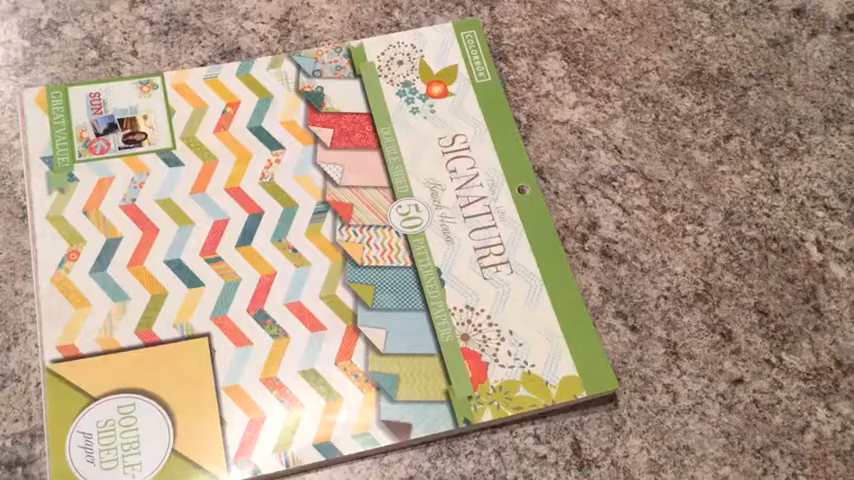 COLORBOK
SIGNATURE
Beach House
DOUBLE-SIDED
50
PATTERNED PAPERS
GREAT VALUE!
SUN
DOUBLE-
SIDED
paper